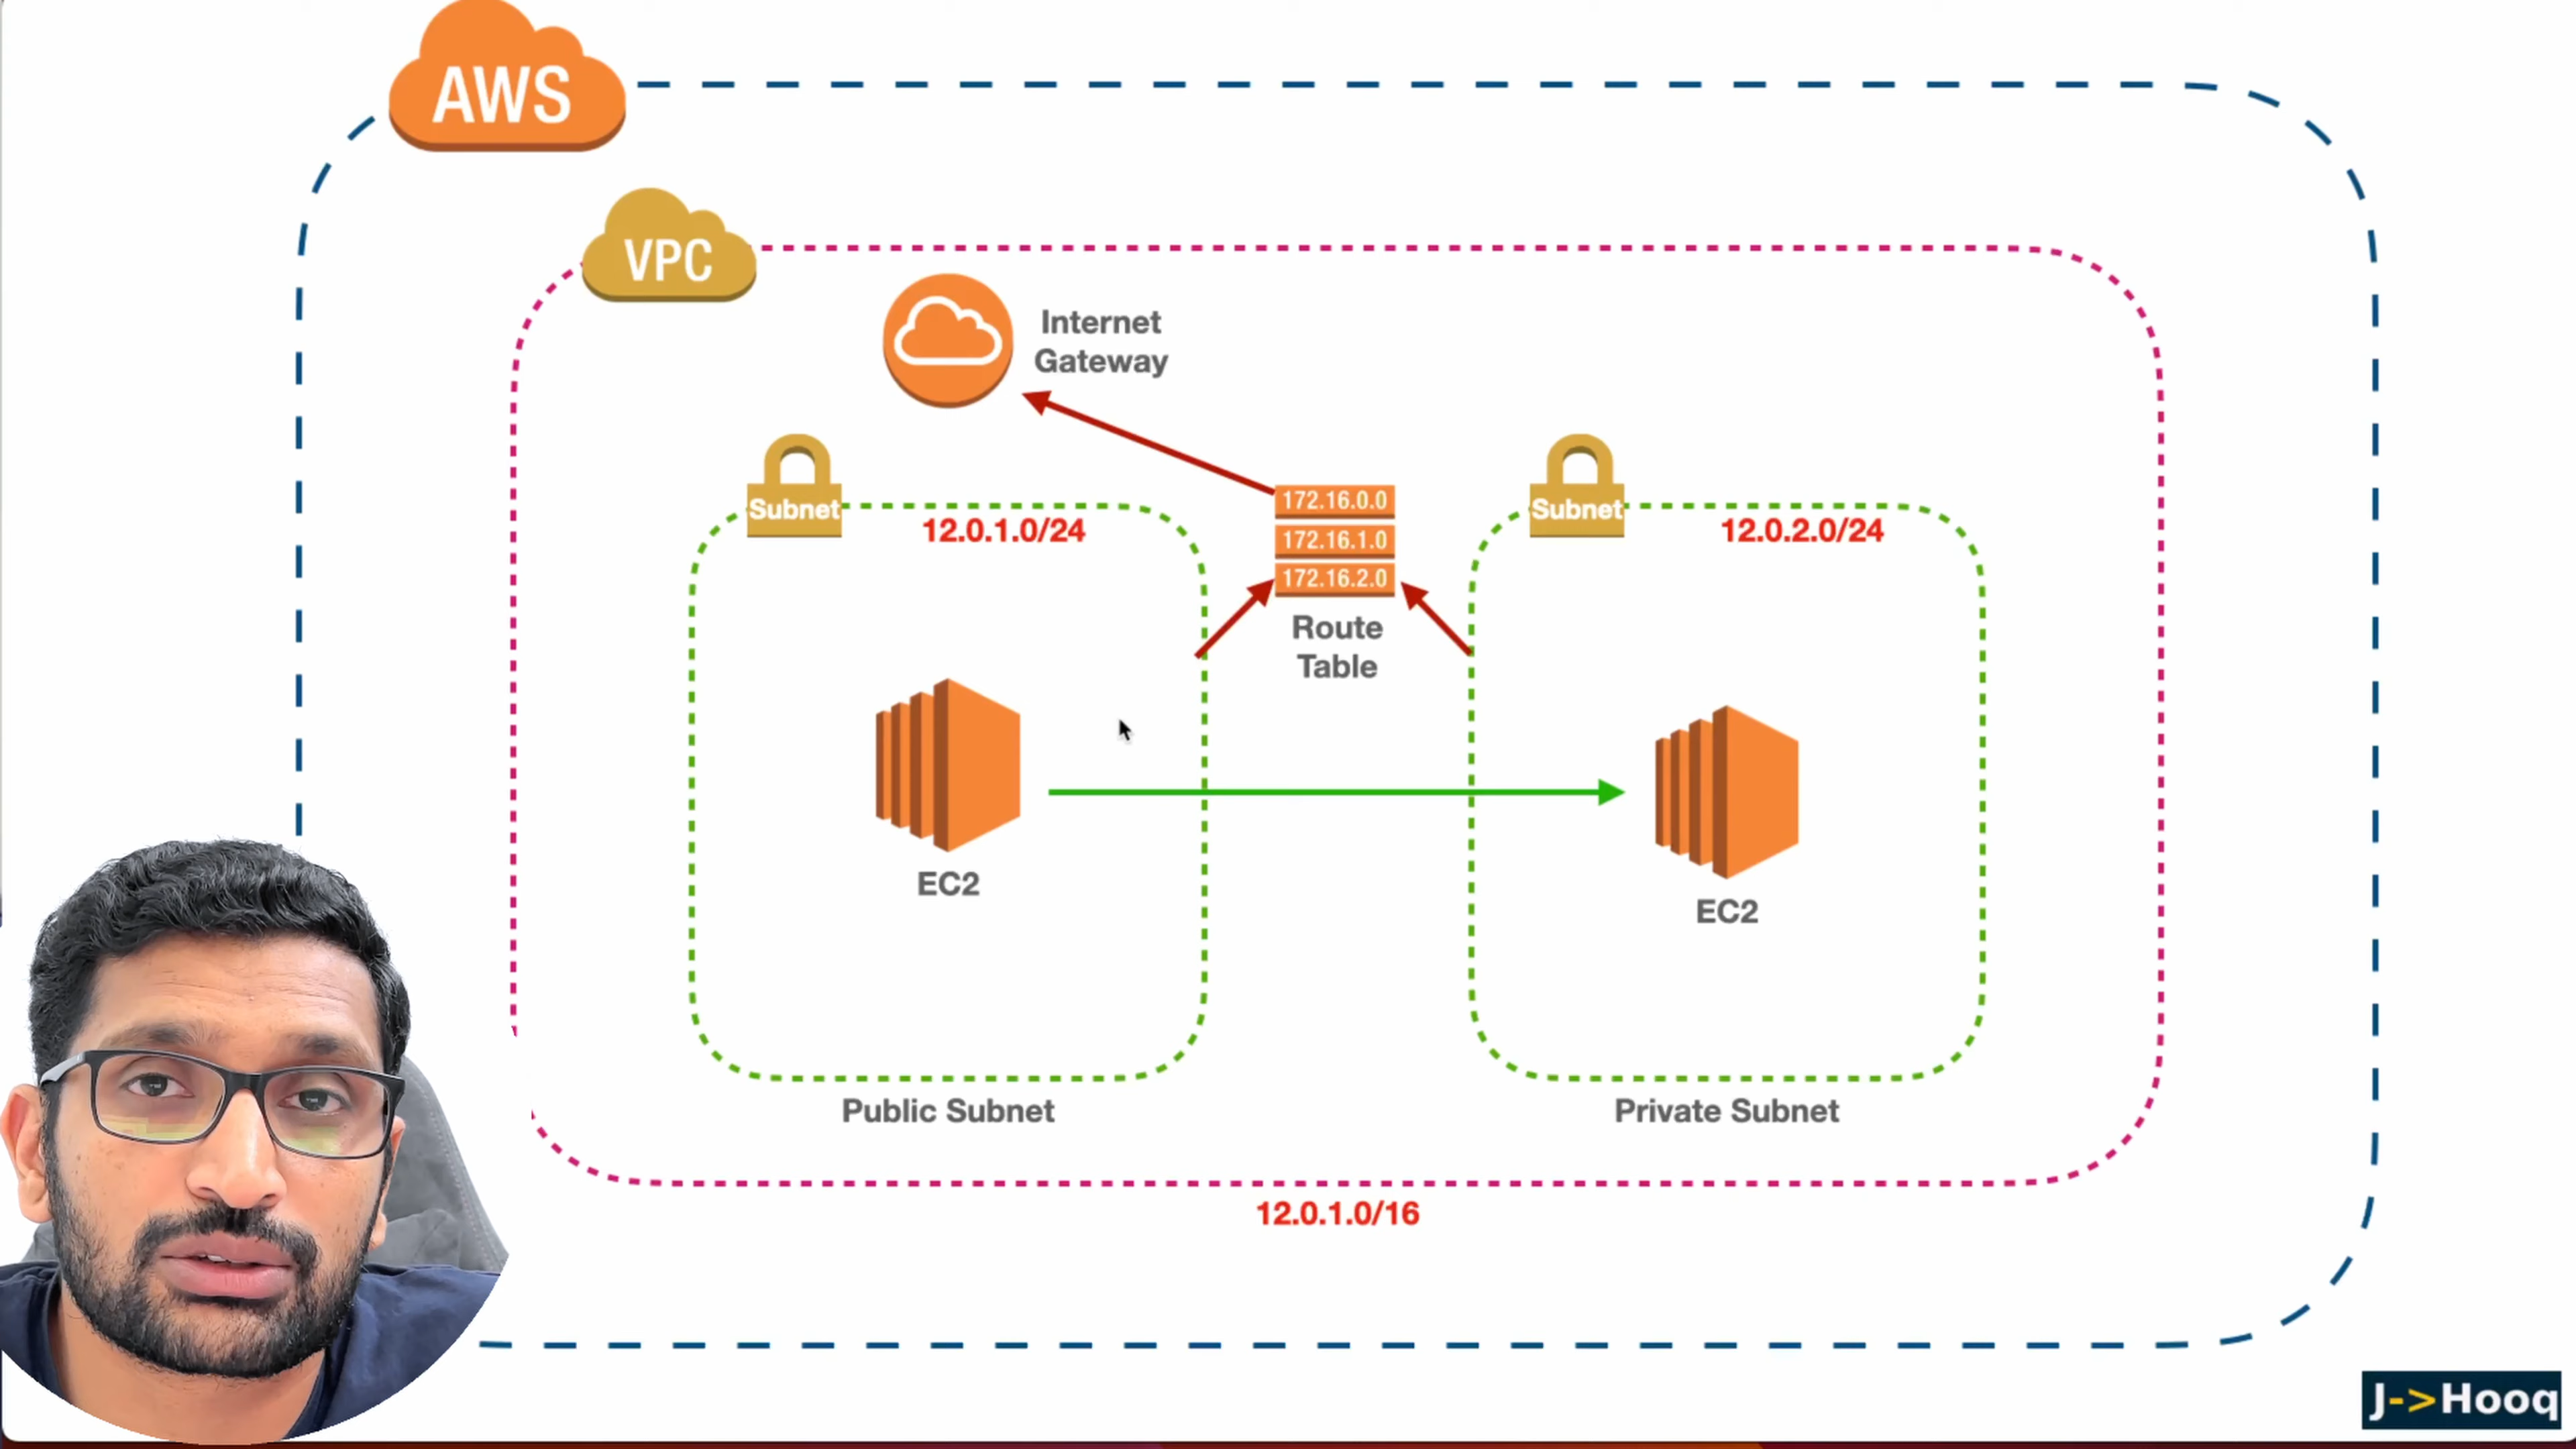 AWS
VPC
Internet
Gateway
Subnet
12.0.1.0/24
172.16.0.0
172.16.1.0
172.16.2.0
Route
Table
Subnet
12.0.2.0/24
EC2
EC2
Public Subnet
Private Subnet
12.0.1.0/16
J->Hooq